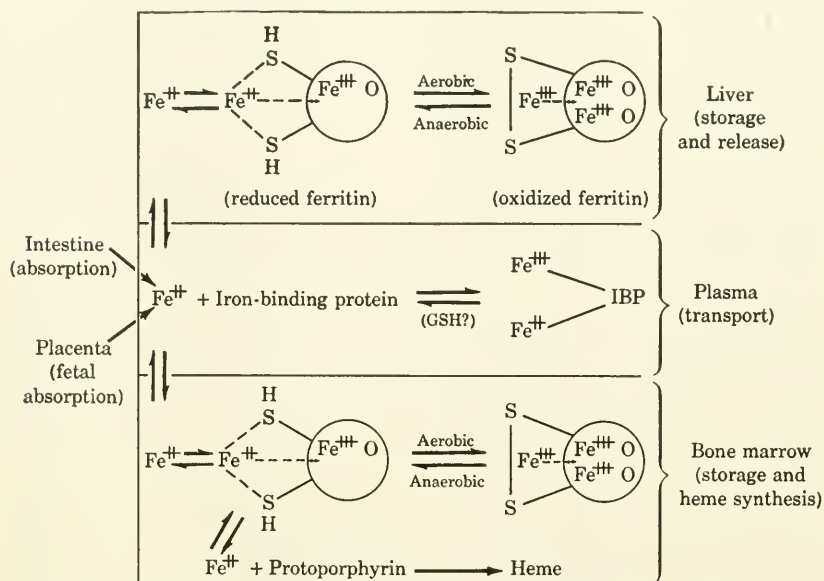 H
S
Fe++ Fe++ Fe+++ O
S
H
(reduced ferritin)
Aerobic
Anaerobic
S
Fe+++ Fe+++ O
Fe+++ O
S
(oxidized ferritin)
Liver
(storage
and release)
Intestine
(absorption)
Placenta
(fetal
absorption)
Fe++ + Iron-binding protein
(GSH?)
Fe+++
Fe++
IBP
Plasma
(transport)
H
S
Fe++ Fe++ Fe+++ O
S
H
Aerobic
Anaerobic
S
Fe+++ Fe+++ O
Fe+++ O
S
Fe++ + Protoporphyrin Heme
Bone marrow
(storage and
heme synthesis)